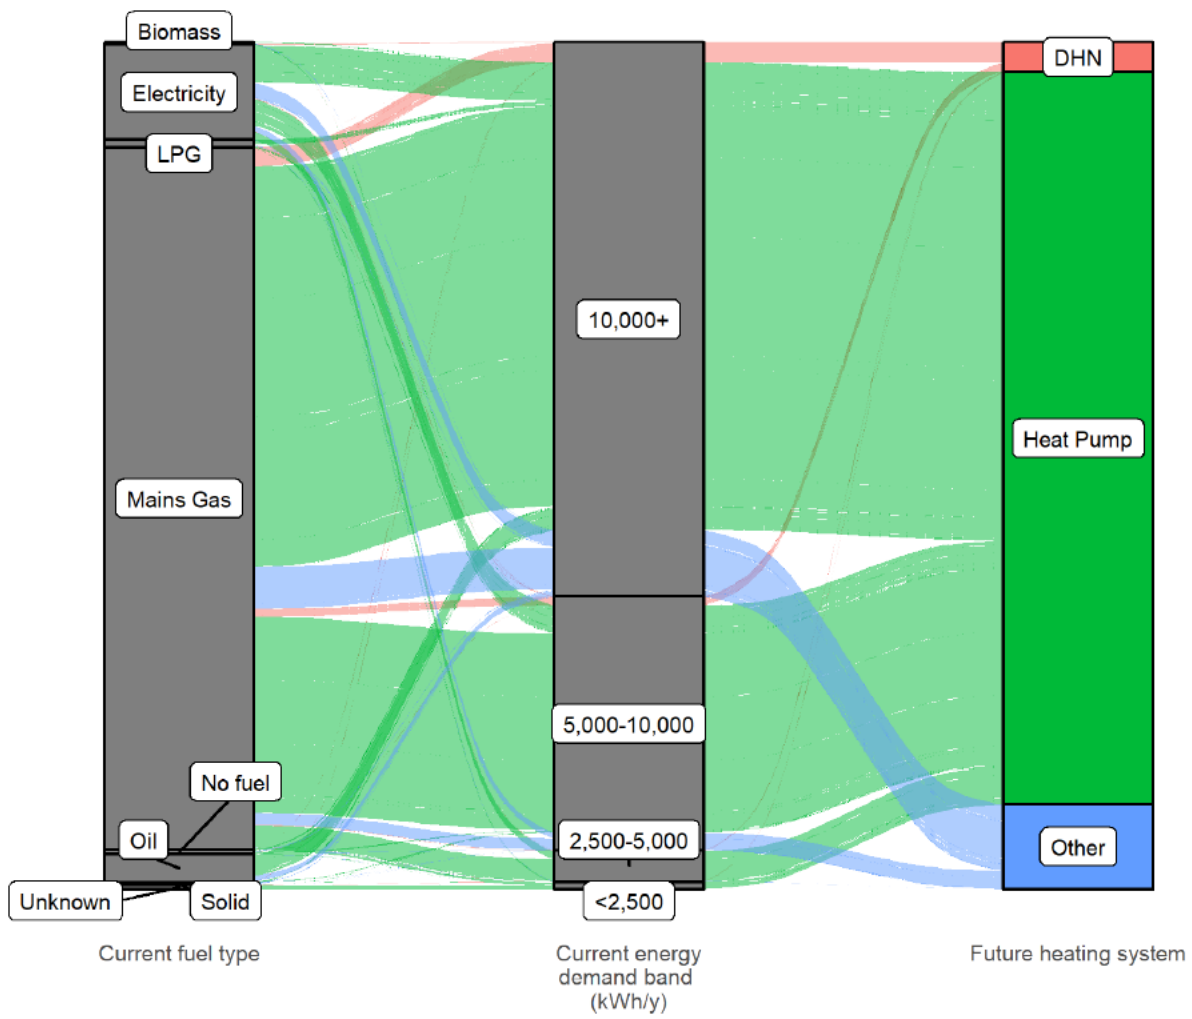 Biomass
DHN
Electricity
LPG
10,000+
Heat Pump
Mains Gas
5,000-10,000
No fuel
Oil
2,500-5,000
Other
Unknown
Solid
<2,500
Current fuel type
Current energy
demand band
(kWh/y)
Future heating system